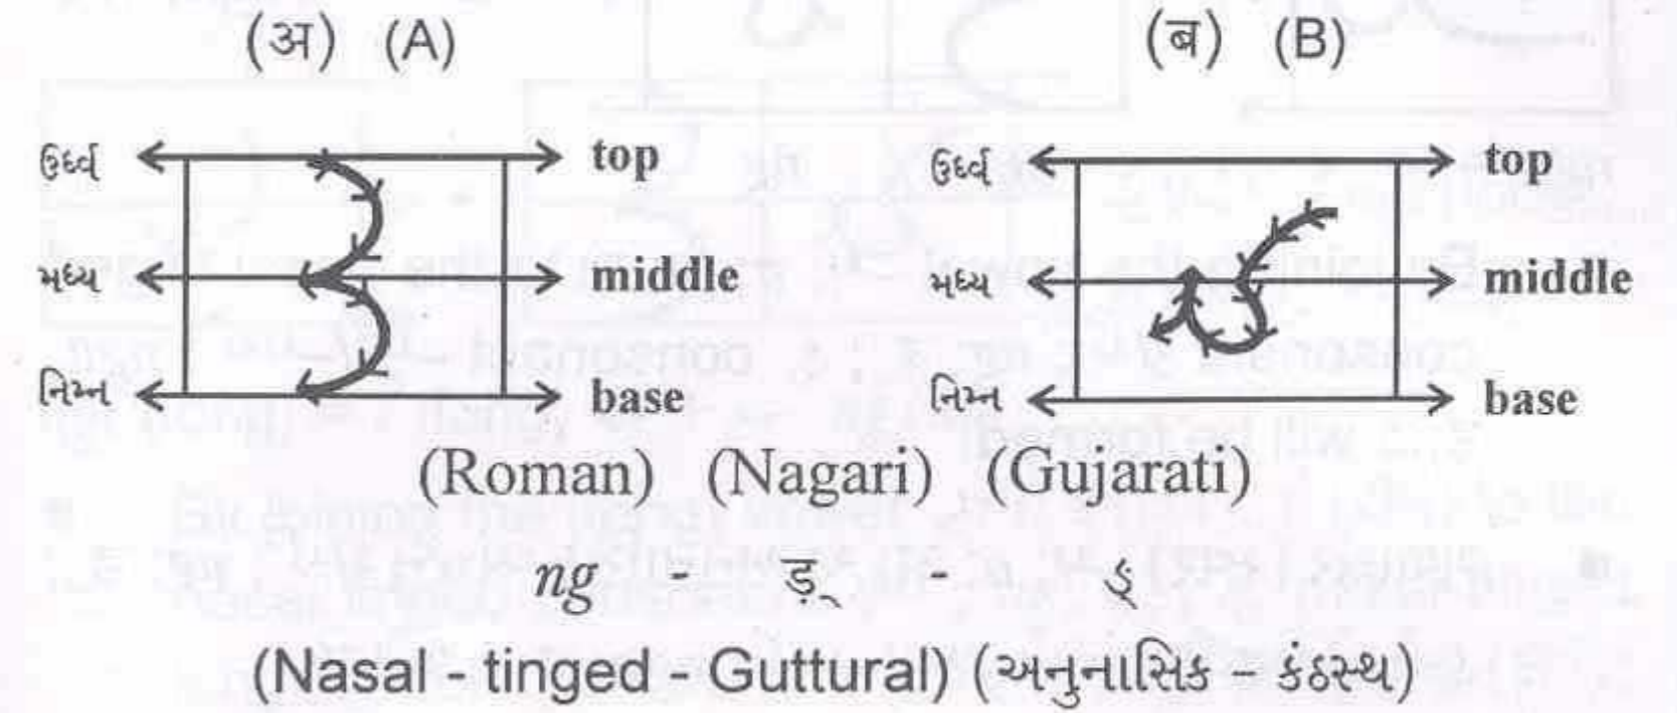 (अ) (A) (ब) (B)
ઉર્ધ્વ top ઉર્ધ્વ top
મધ્ય middle મધ્ય middle
નિમ્ન base નિમ્ન base
(Roman) (Nagari) (Gujarati)
ng - ड़् - ઙ્
(Nasal - tinged - Guttural) (અનુનાસિક – કંઠસ્થ)